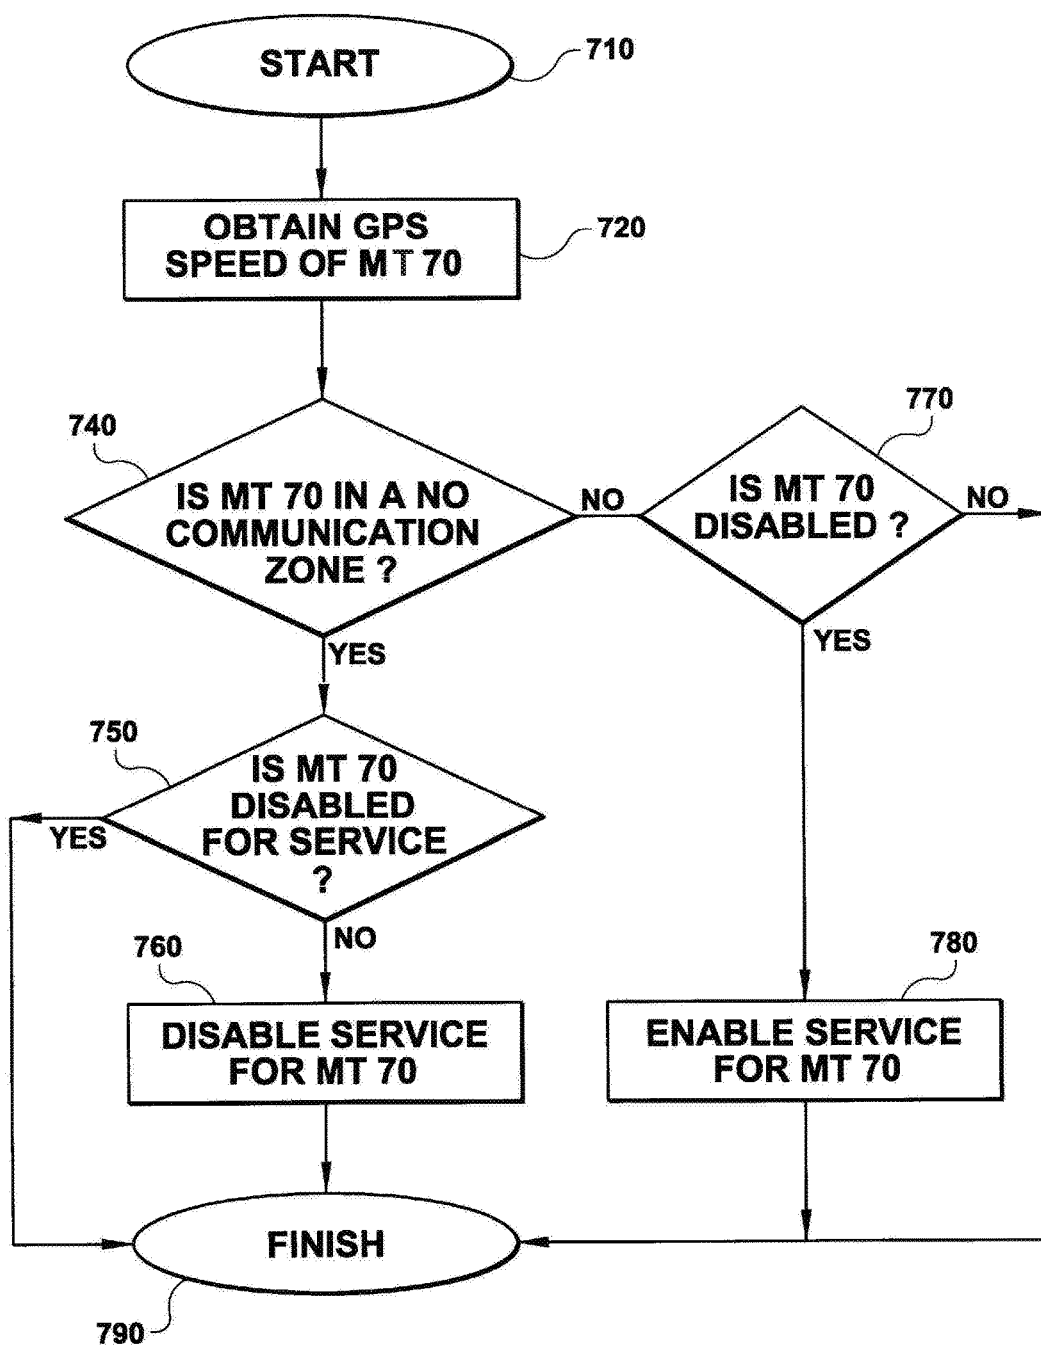 START
710
OBTAIN GPS
SPEED OF MT 70
720
740
IS MT 70 IN A NO
COMMUNICATION
ZONE ?
NO
770
IS MT 70
DISABLED ?
NO
YES
YES
750
IS MT 70
DISABLED
FOR SERVICE
?
YES
NO
760
DISABLE SERVICE
FOR MT 70
780
ENABLE SERVICE
FOR MT 70
FINISH
790